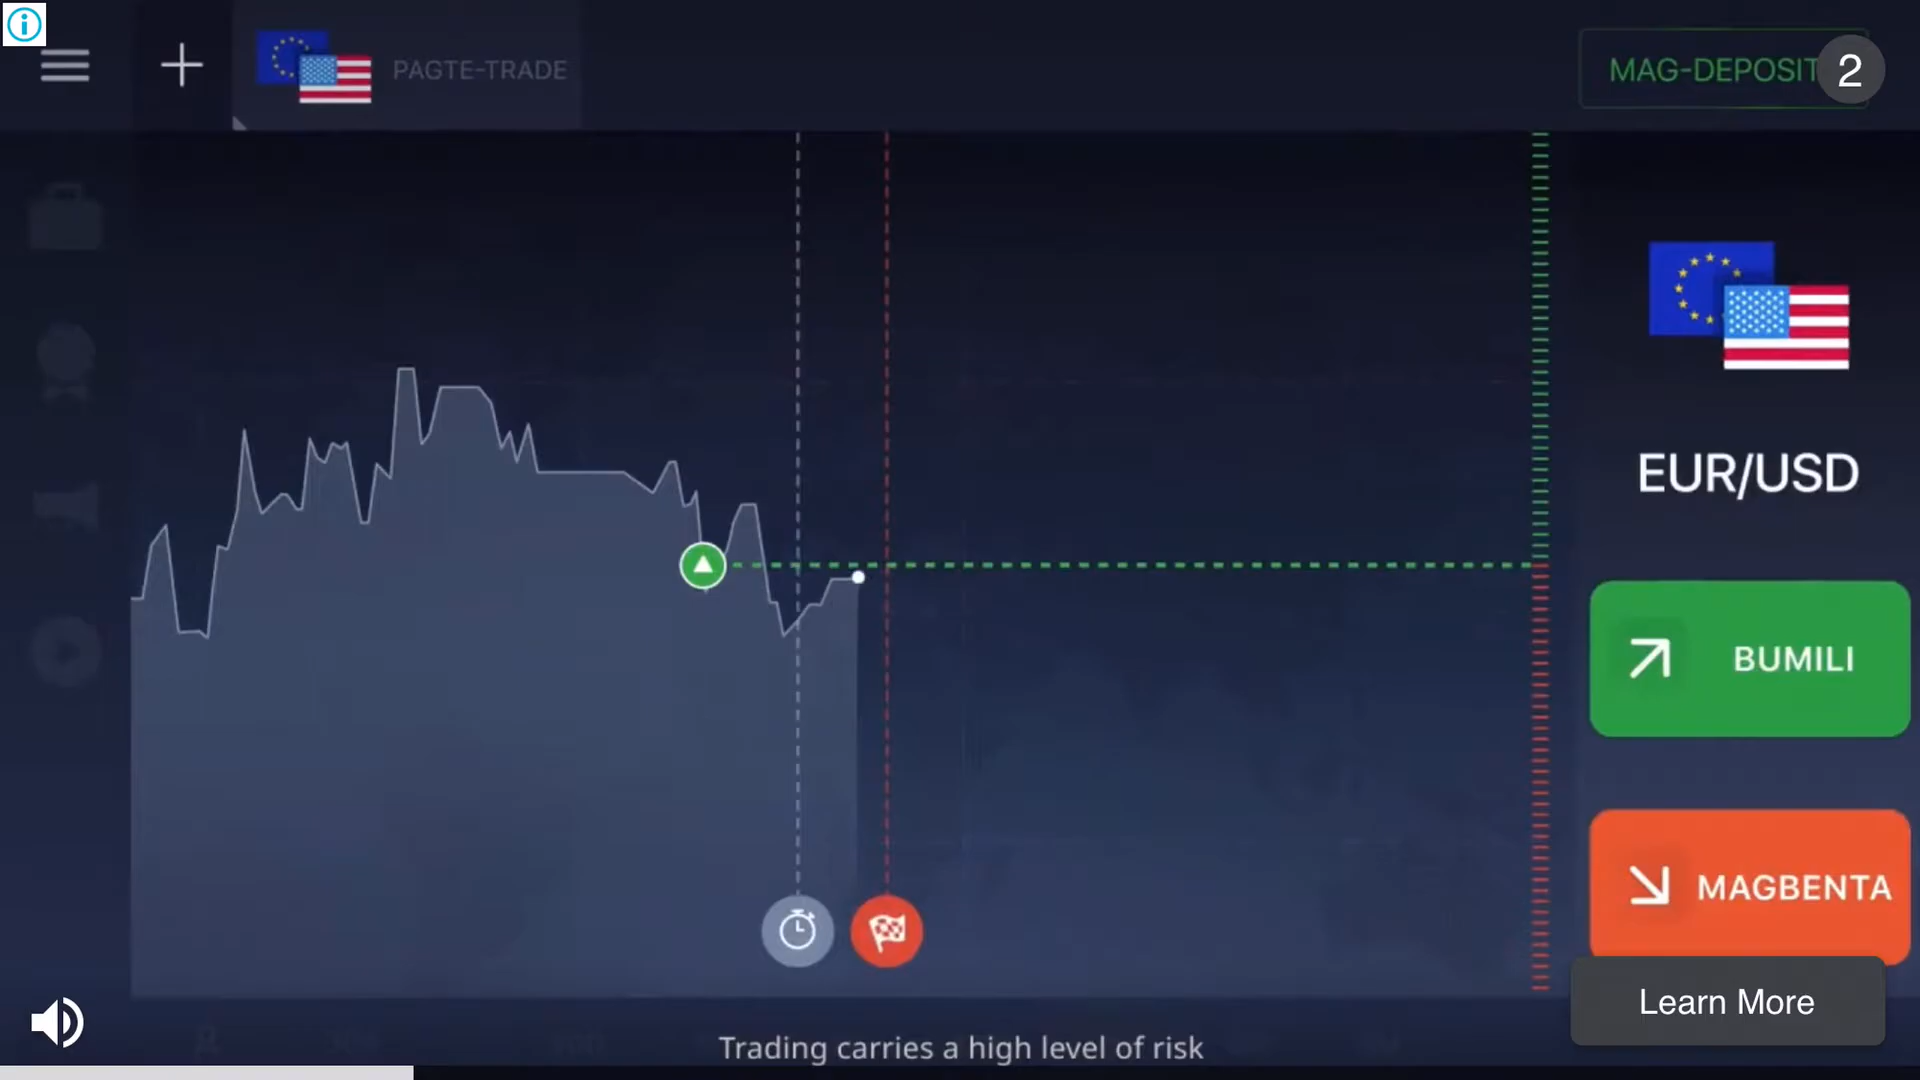 PAGTE-TRADE
MAG-DEPOSIT
2
EUR/USD
BUMILI
MAGBENTA
Learn More
Trading carries a high level of risk